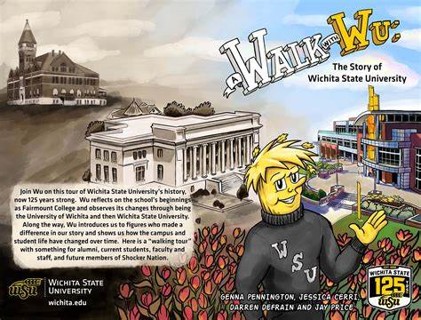 A WALK WITH WU:
The Story of
Wichita State University
Join Wu on this tour of Wichita State University's history,
now 125 years strong. Wu reflects on the school's beginnings
as Fairmount College and observes its changes through being
the University of Wichita and then Wichita State University.
Along the way, Wu introduces us to figures who made a
difference in our story and shows us how the campus and
student life have changed over time. Here is a "walking tour"
with something for alumni, current students, faculty and
staff, and future members of Shocker Nation.
WSU
WICHITA STATE
UNIVERSITY
wichita.edu
WSU
GENNA PENNINGTON, JESSICA CERRI,
DARREN DEFRAIN AND JAY PRICE
WICHITA STATE
125
WSU